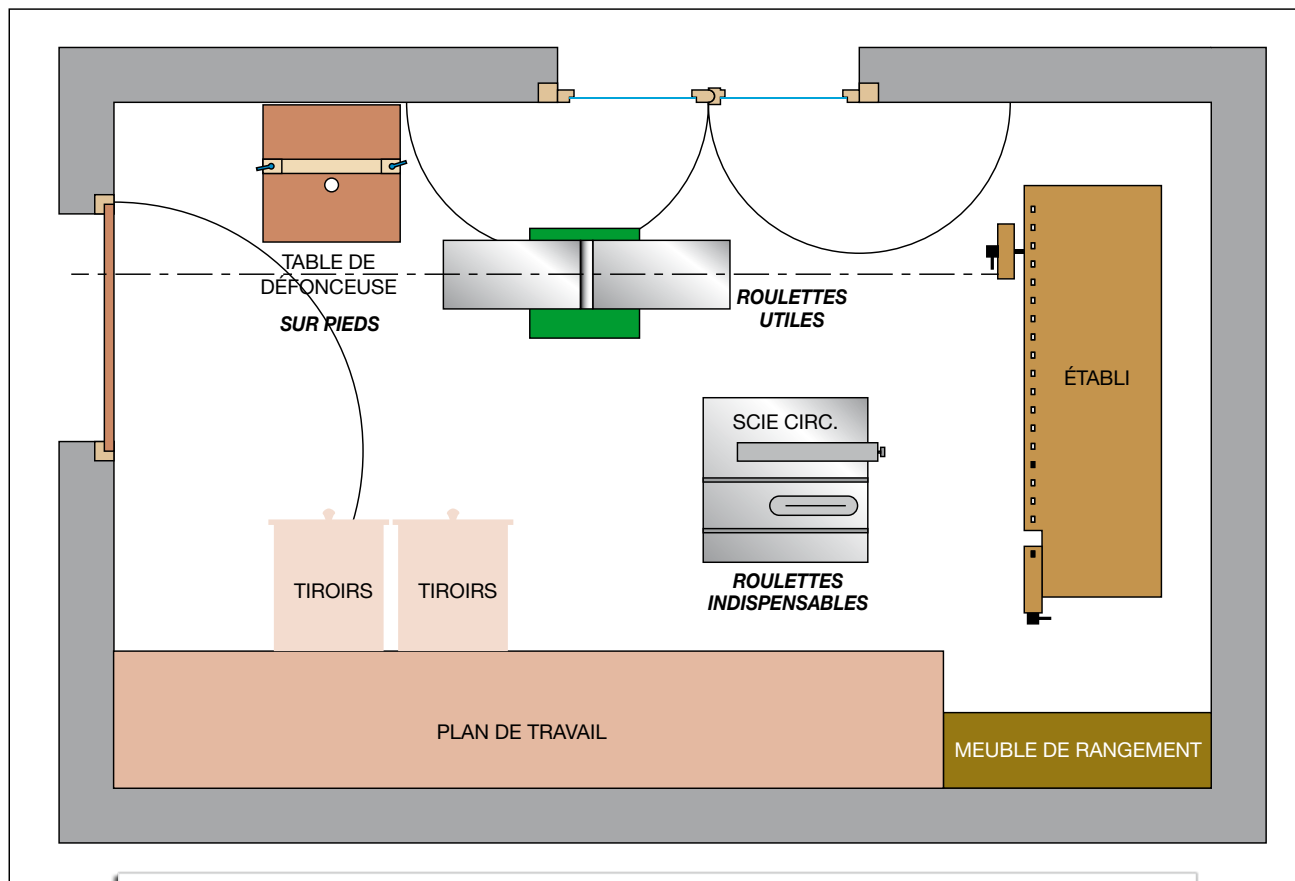 TABLE DE
DÉFONCEUSE
SUR PIEDS
ROULETTES
UTILES
ÉTABLI
SCIE CIRC.
ROULETTES
INDISPENSABLES
TIROIRS
TIROIRS
PLAN DE TRAVAIL
MEUBLE DE RANGEMENT